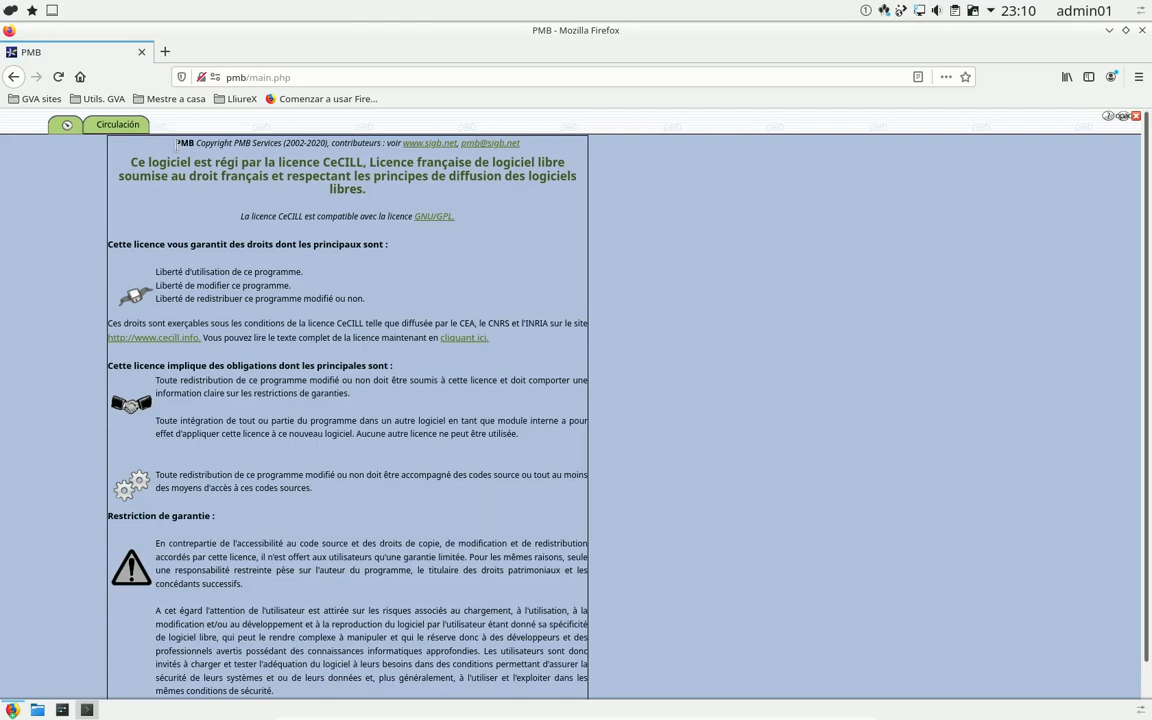 23:10 admin01
PMB - Mozilla Firefox
PMB
pmb/main.php
GVA sites Utils. GVA Mestre a casa LliureX Comenzar a usar Fire...
Circulación
PMB Copyright PMB Services (2002-2020), contributeurs : voir www.sigb.net, pmb@sigb.net
Ce logiciel est régi par la licence CeCILL, Licence française de logiciel libre
soumise au droit français et respectant les principes de diffusion des logiciels
libres.
La licence CeCILL est compatible avec la licence GNU/GPL.
Cette licence vous garantit des droits dont les principaux sont :
Liberté d'utilisation de ce programme.
Liberté de modifier ce programme.
Liberté de redistribuer ce programme modifié ou non.
Ces droits sont exerçables sous les conditions de la licence CeCILL telle que diffusée par le CEA, le CNRS et l'INRIA sur le site
http://www.cecill.info. Vous pouvez lire le texte complet de la licence maintenant en cliquant ici.
Cette licence implique des obligations dont les principales sont :
Toute redistribution de ce programme modifié ou non doit être soumis à cette licence et doit comporter une
information claire sur les restrictions de garanties.
Toute intégration de tout ou partie du programme dans un autre logiciel en tant que module interne a pour
effet d'appliquer cette licence à ce nouveau logiciel. Aucune autre licence ne peut être utilisée.
Toute redistribution de ce programme modifié ou non doit être accompagné des codes source ou tout au moins
des moyens d'accès à ces codes sources.
Restriction de garantie :
En contrepartie de l'accessibilité au code source et des droits de copie, de modification et de redistribution
accordés par cette licence, il n'est offert aux utilisateurs qu'une garantie limitée. Pour les mêmes raisons, seule
une responsabilité restreinte pèse sur l'auteur du programme, le titulaire des droits patrimoniaux et les
concédants successifs.
A cet égard l'attention de l'utilisateur est attirée sur les risques associés au chargement, à l'utilisation, à la
modification et/ou au développement et à la reproduction du logiciel par l'utilisateur étant donné sa spécificité
de logiciel libre, qui peut le rendre complexe à manipuler et qui le réserve donc à des développeurs et des
professionnels avertis possédant des connaissances informatiques approfondies. Les utilisateurs sont donc
invités à charger et tester l'adéquation du logiciel à leurs besoins dans des conditions permettant d'assurer la
sécurité de leurs systèmes et ou de leurs données et, plus généralement, à l'utiliser et l'exploiter dans les
mêmes conditions de sécurité.